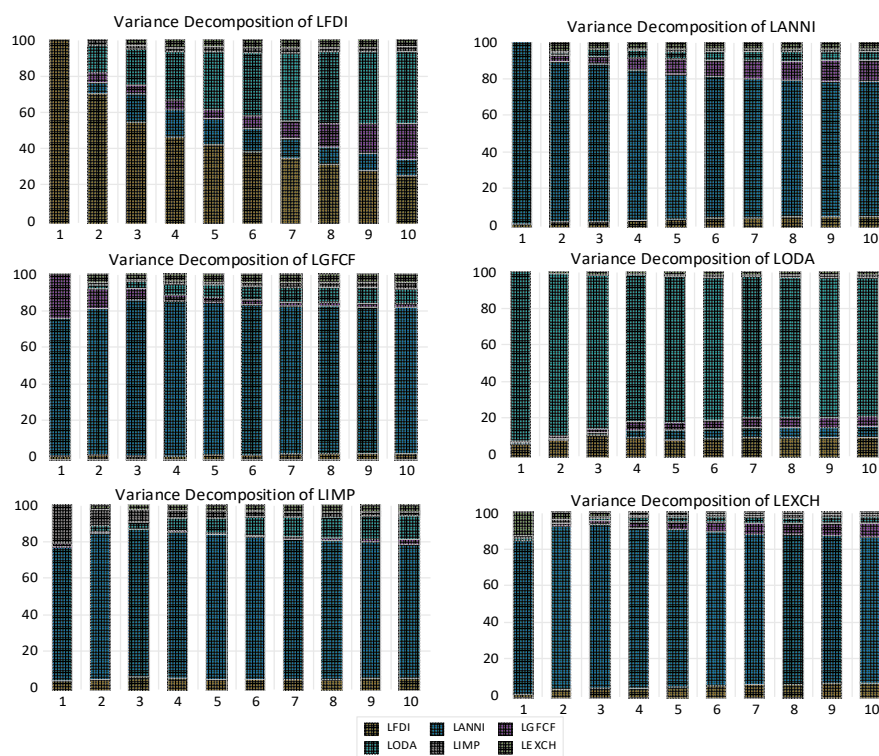 Variance Decomposition of LFDI
100
80
60
40
20
0
1 2 3 4 5 6 7 8 9 10
Variance Decomposition of LANNI
100
80
60
40
20
0
1 2 3 4 5 6 7 8 9 10
Variance Decomposition of LGFCF
100
80
60
40
20
0
1 2 3 4 5 6 7 8 9 10
Variance Decomposition of LODA
100
80
60
40
20
0
1 2 3 4 5 6 7 8 9 10
Variance Decomposition of LIMP
100
80
60
40
20
0
1 2 3 4 5 6 7 8 9 10
Variance Decomposition of LEXCH
100
80
60
40
20
0
1 2 3 4 5 6 7 8 9 10
LFDI LANNI LGFCF
LODA LIMP LEXCH